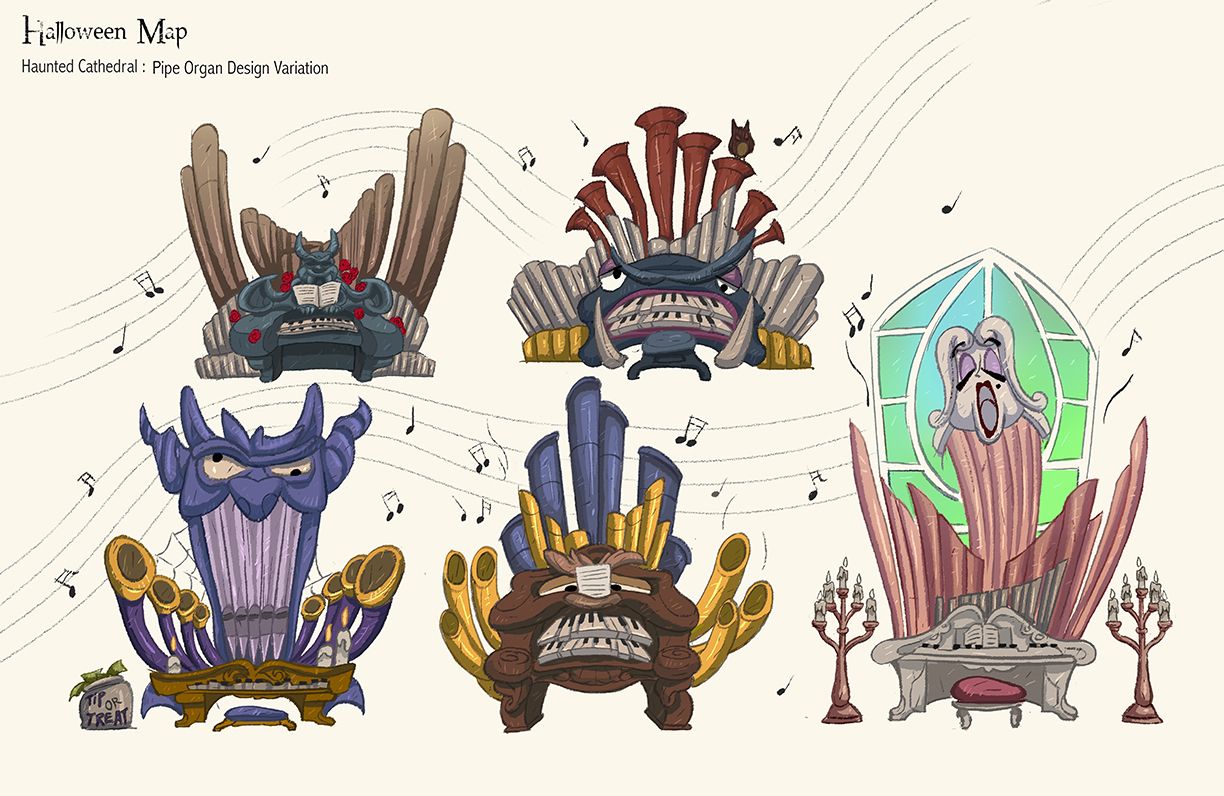 Halloween Map
Haunted Cathedral : Pipe Organ Design Variation
TIP
OR
TREAT